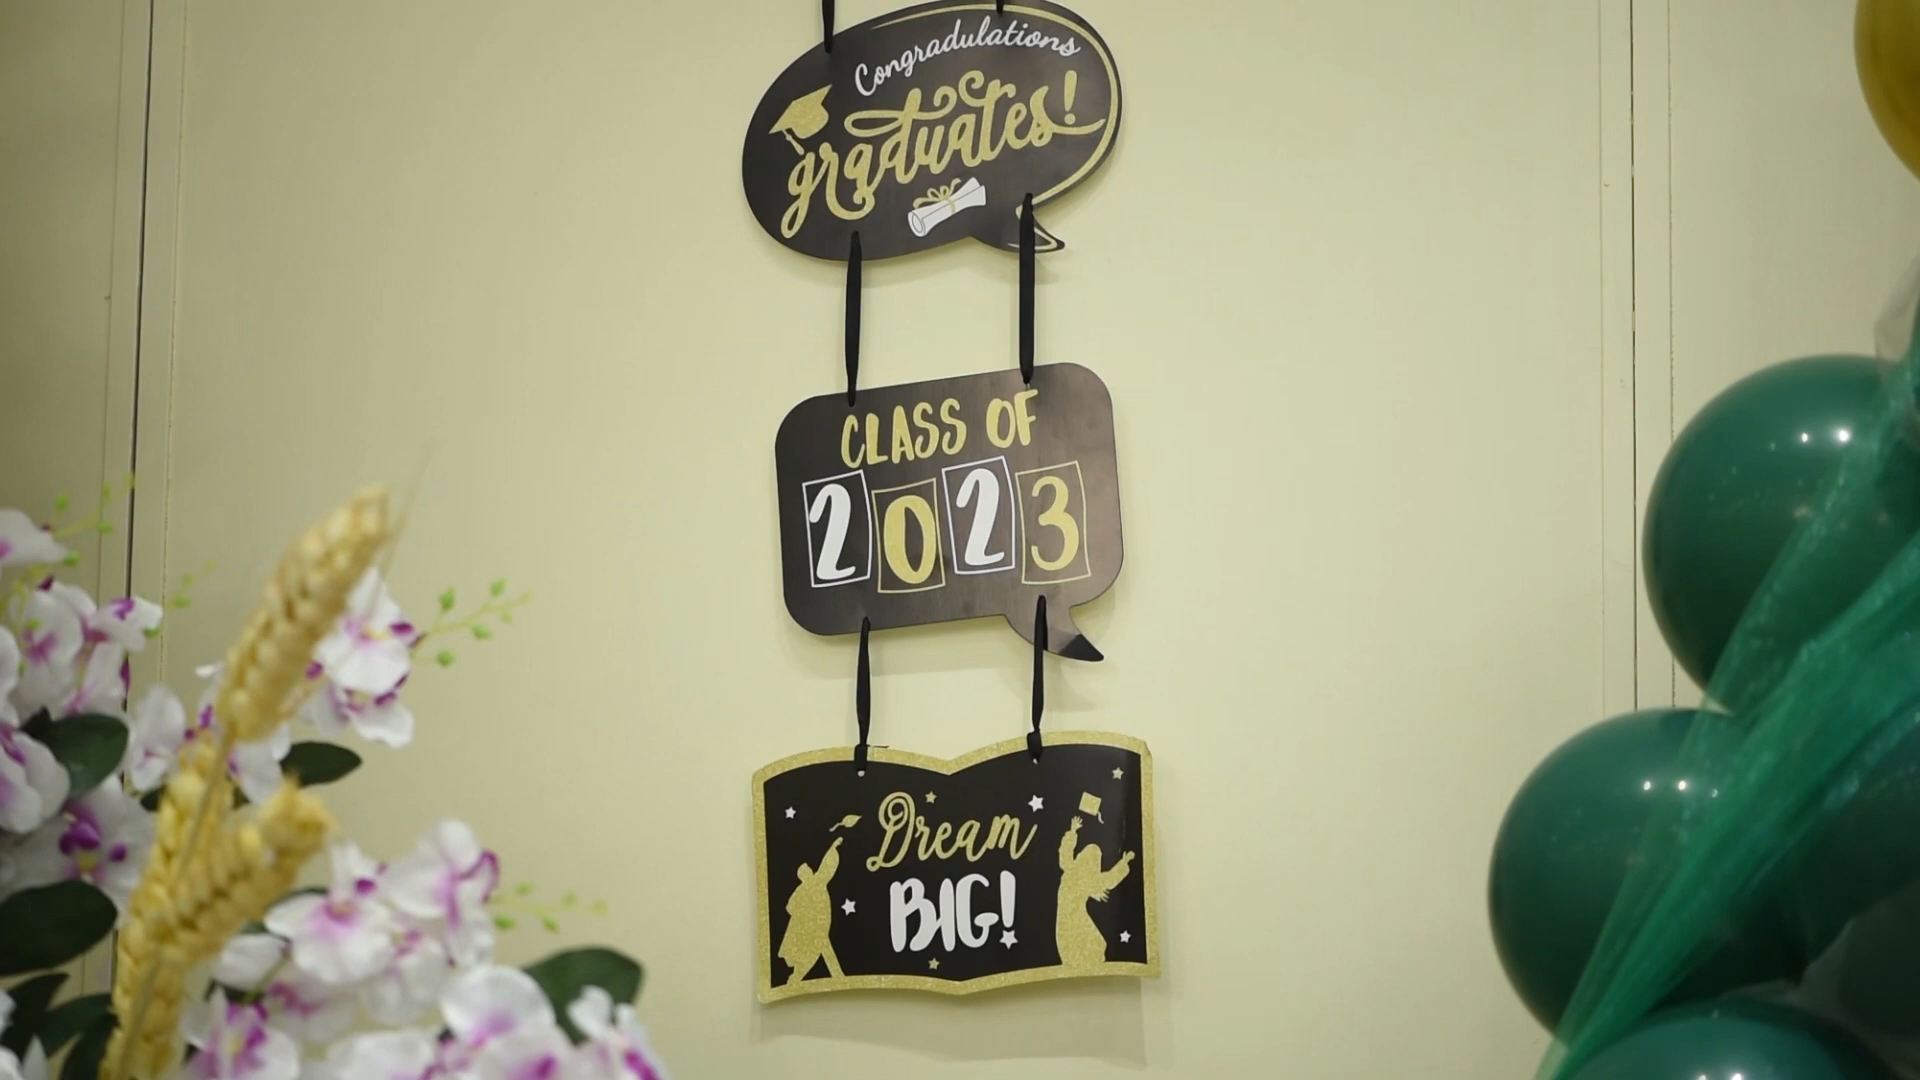 Congradulations
graduates!
CLASS OF
2023
Dream
BIG!